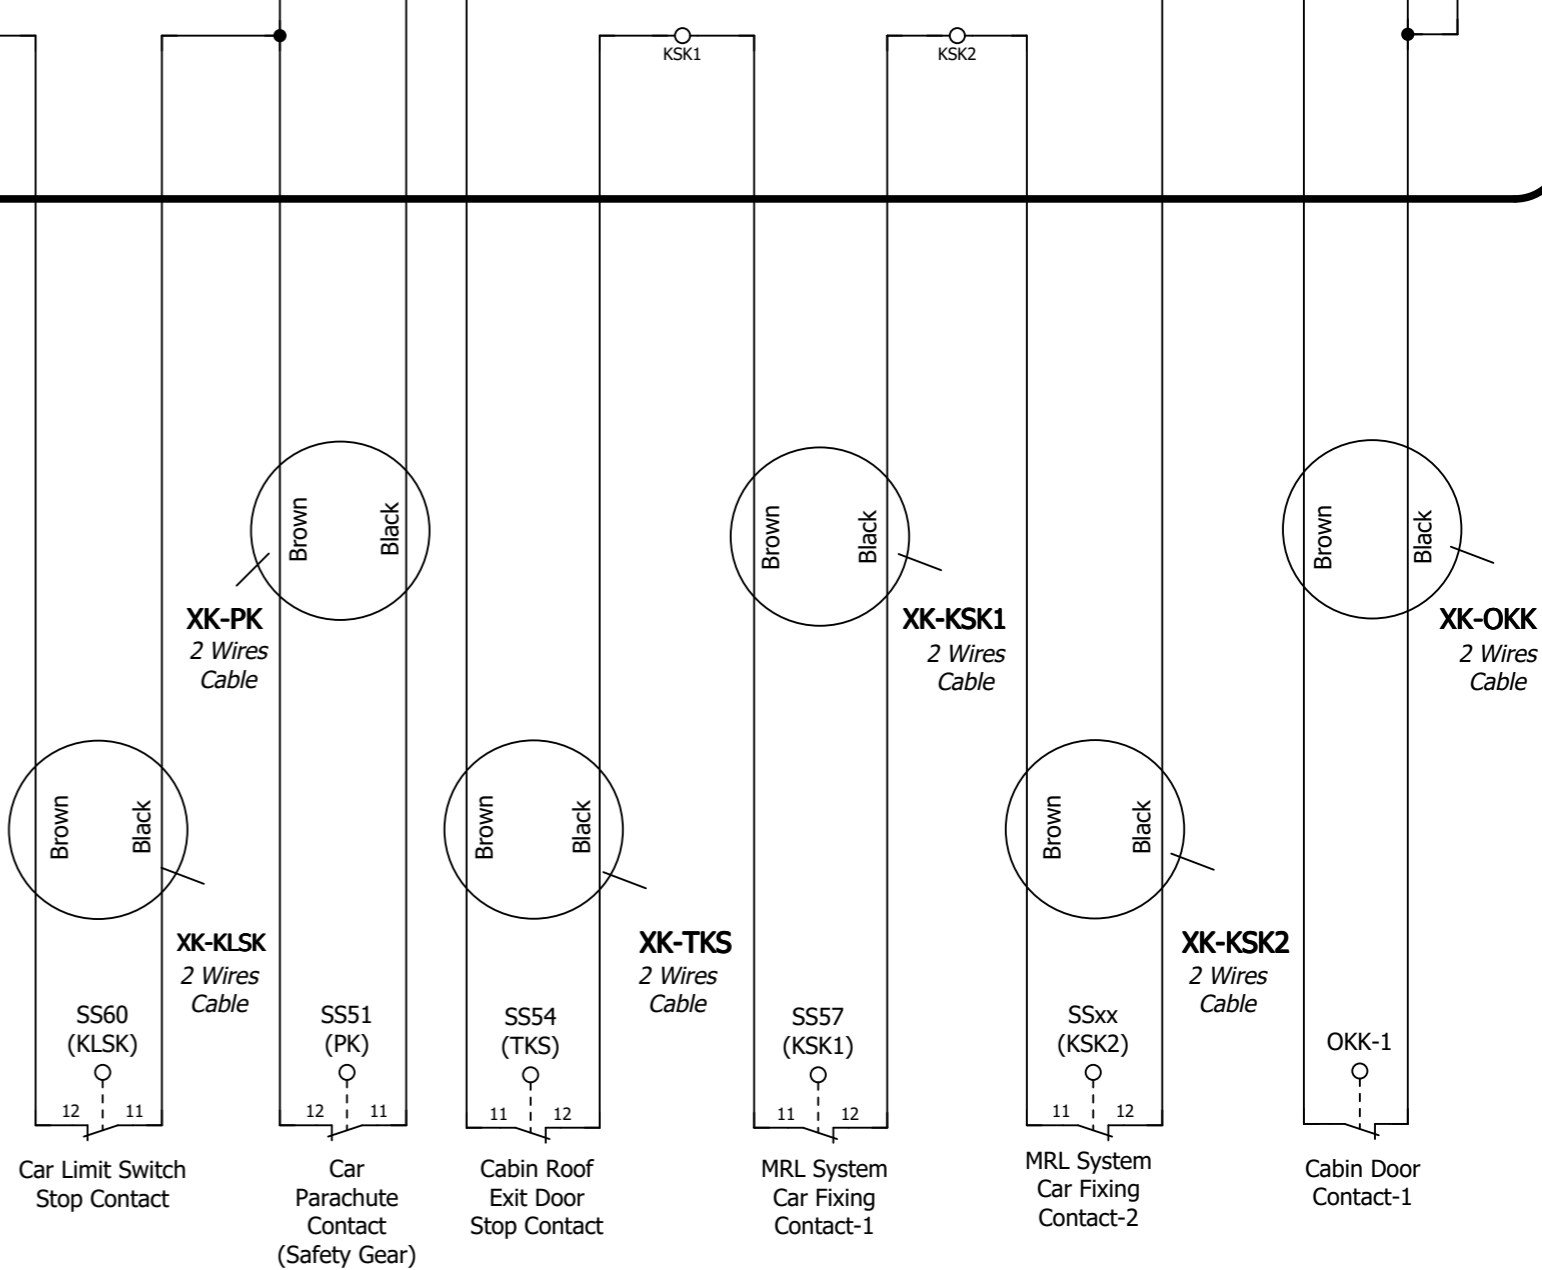 KSK1
KSK2
Brown
Black
XK-PK
2 Wires
Cable
Brown
Black
XK-KSK1
2 Wires
Cable
Brown
Black
XK-OKK
2 Wires
Cable
Brown
Black
XK-KLSK
2 Wires
Cable
Brown
Black
XK-TKS
2 Wires
Cable
Brown
Black
XK-KSK2
2 Wires
Cable
SS60
(KLSK)
12
11
Car Limit Switch
Stop Contact
SS51
(PK)
12
11
Car
Parachute
Contact
(Safety Gear)
SS54
(TKS)
11
12
Cabin Roof
Exit Door
Stop Contact
SS57
(KSK1)
11
12
MRL System
Car Fixing
Contact-1
SSxx
(KSK2)
11
12
MRL System
Car Fixing
Contact-2
OKK-1
Cabin Door
Contact-1